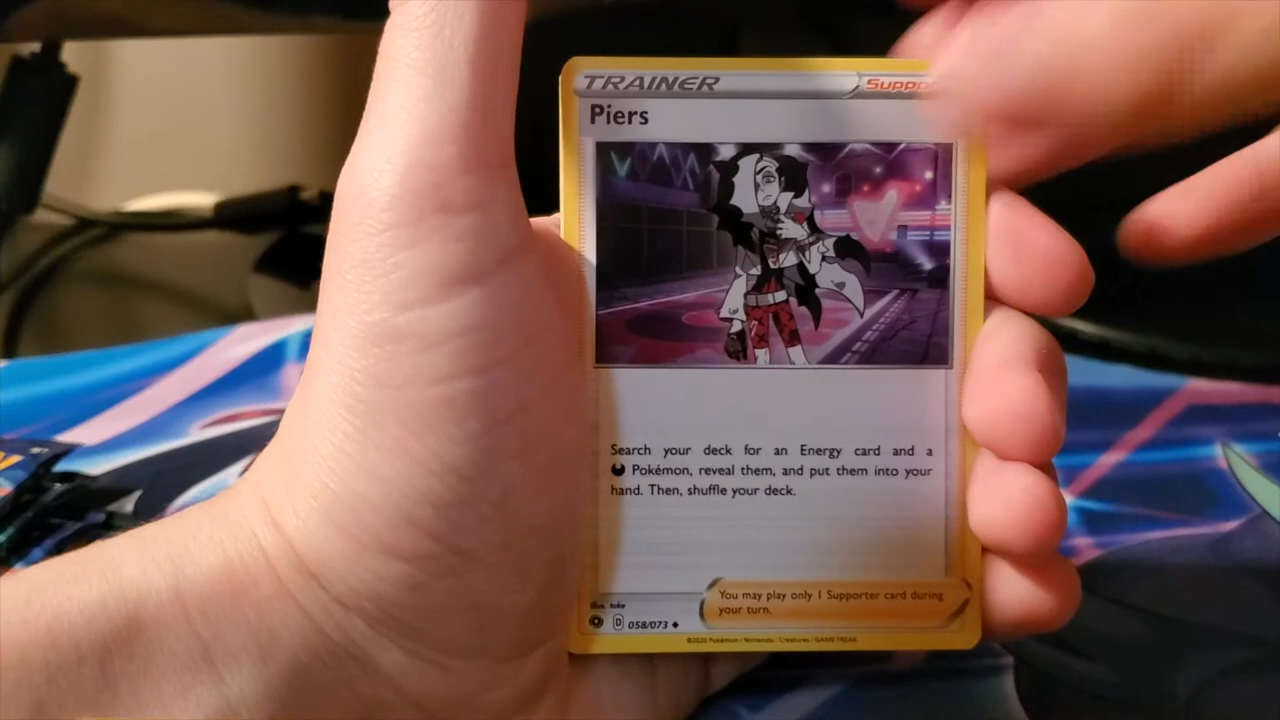 TRAINER
Piers
Search your deck for an Energy card and a
Pokémon, reveal them, and put them into your
hand. Then, shuffle your deck.
You may play only 1 Supporter card during
your turn.
illus. toko
D 058/073
©2020 Pokémon / Nintendo / Creatures / GAME FREAK